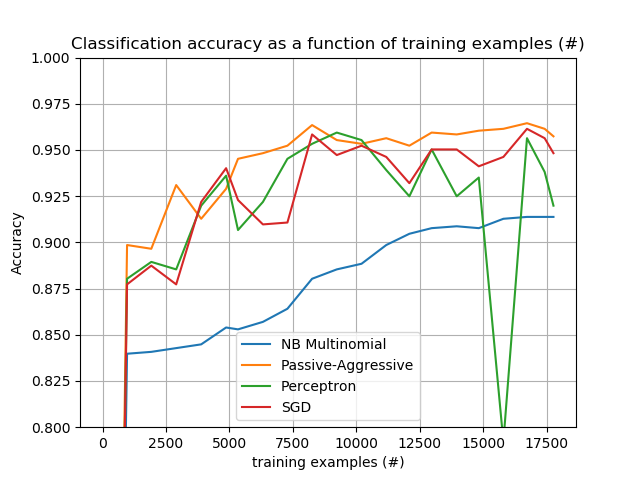 Classification accuracy as a function of training examples (#)
1.000
0.975
0.950
0.925
0.900
0.875
0.850
0.825
0.800
Accuracy
NB Multinomial
Passive-Aggressive
Perceptron
SGD
0 2500 5000 7500 10000 12500 15000 17500
training examples (#)